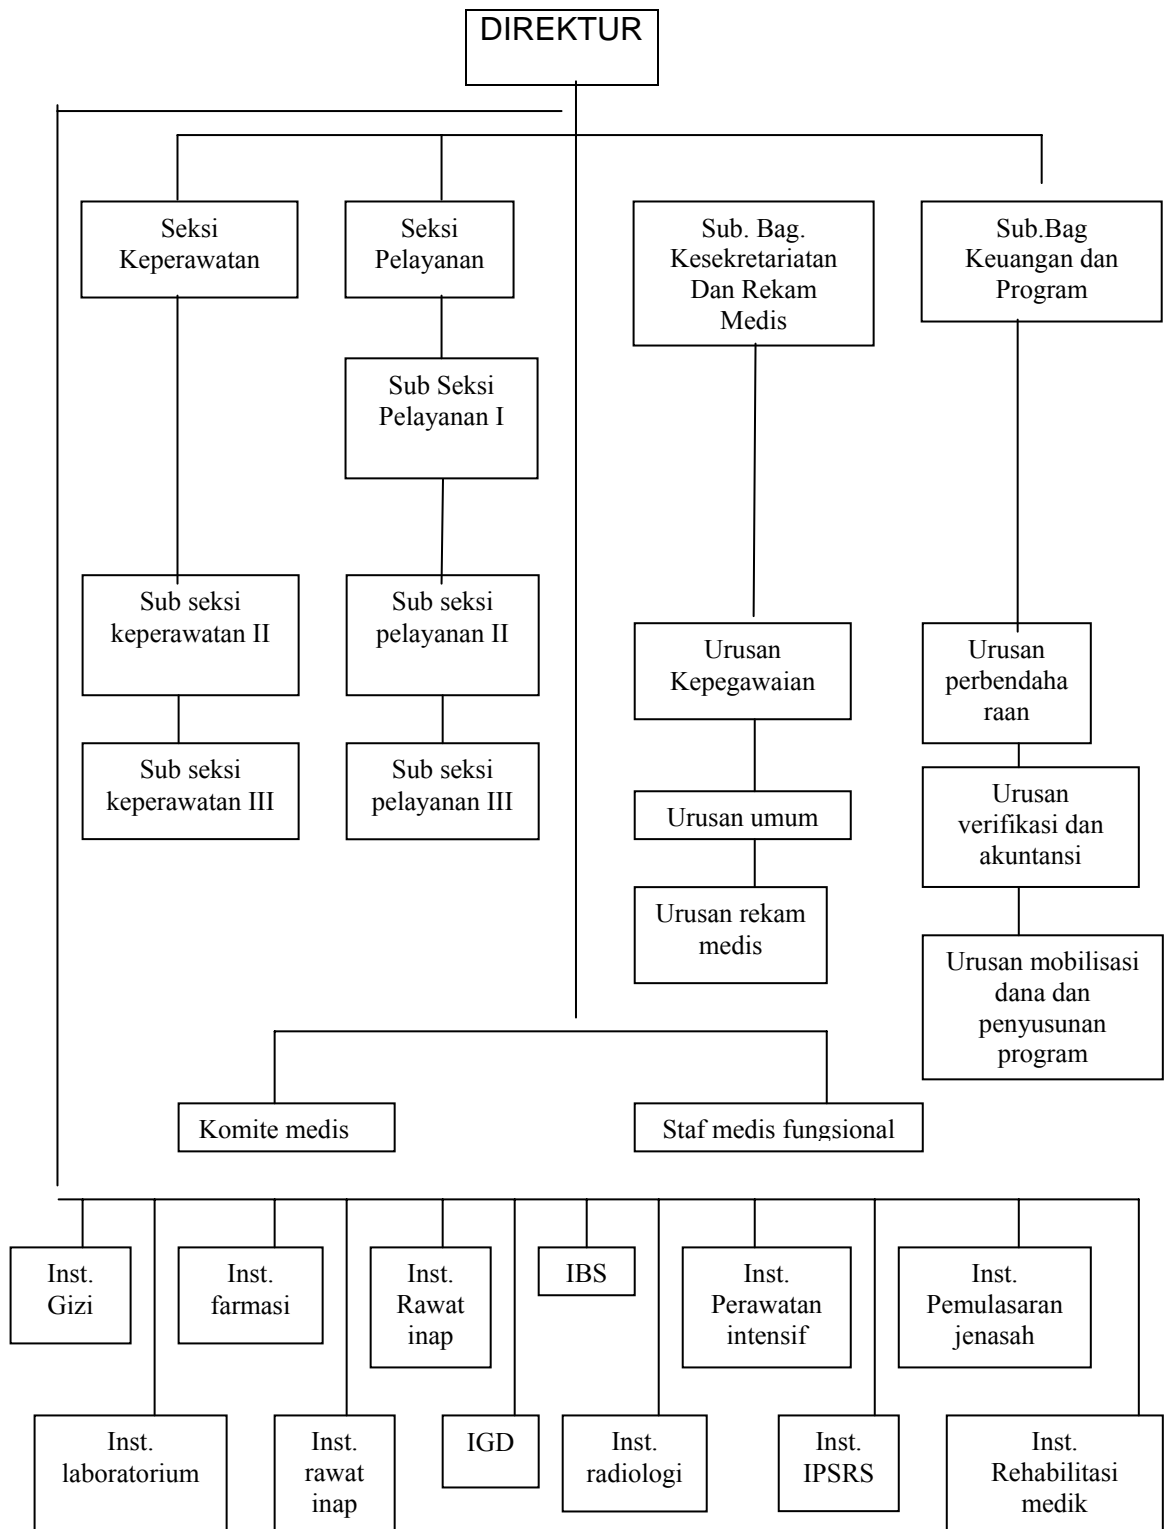 DIREKTUR
Seksi
Keperawatan
Seksi
Pelayanan
Sub. Bag.
Kesekretariatan
Dan Rekam
Medis
Sub.Bag
Keuangan dan
Program
Sub Seksi
Pelayanan I
Sub seksi
keperawatan II
Sub seksi
pelayanan II
Urusan
Kepegawaian
Urusan
perbendaha
raan
Sub seksi
keperawatan III
Sub seksi
pelayanan III
Urusan umum
Urusan
verifikasi dan
akuntansi
Urusan rekam
medis
Urusan mobilisasi
dana dan
penyusunan
program
Komite medis
Staf medis fungsional
Inst.
Gizi
Inst.
farmasi
Inst.
Rawat
inap
IBS
Inst.
Perawatan
intensif
Inst.
Pemulasaran
jenasah
Inst.
laboratorium
Inst.
rawat
inap
IGD
Inst.
radiologi
Inst.
IPSRS
Inst.
Rehabilitasi
medik